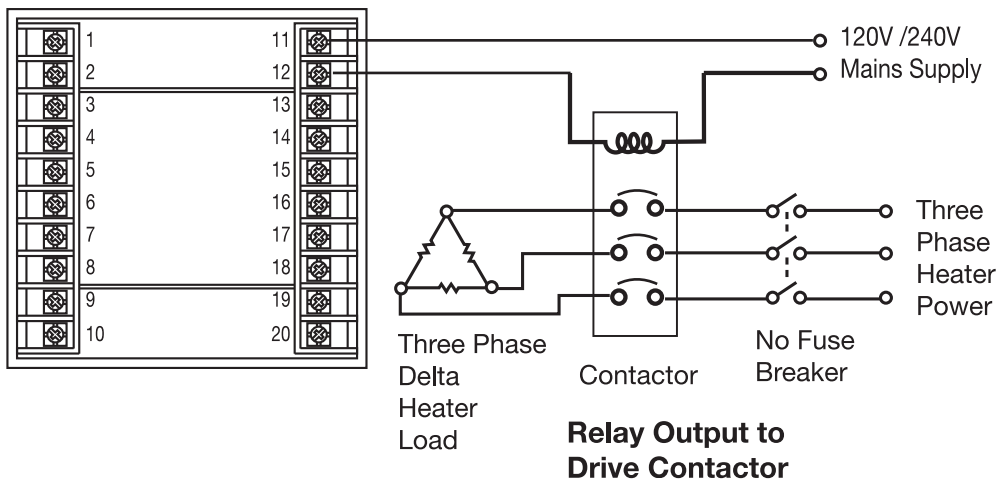 1
2
3
4
5
6
7
8
9
10
11
12
13
14
15
16
17
18
19
20
120V /240V
Mains Supply
Three
Phase
Heater
Power
Three Phase
Delta
Heater
Load
Contactor
No Fuse
Breaker
Relay Output to
Drive Contactor